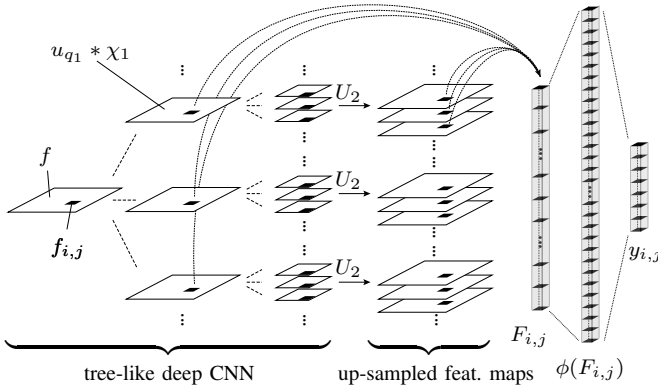 u_{q_1} * χ_1
U_2
f
U_2
f_{i,j}
y_{i,j}
U_2
F_{i,j}
tree-like deep CNN
up-sampled feat. maps
ϕ(F_{i,j})